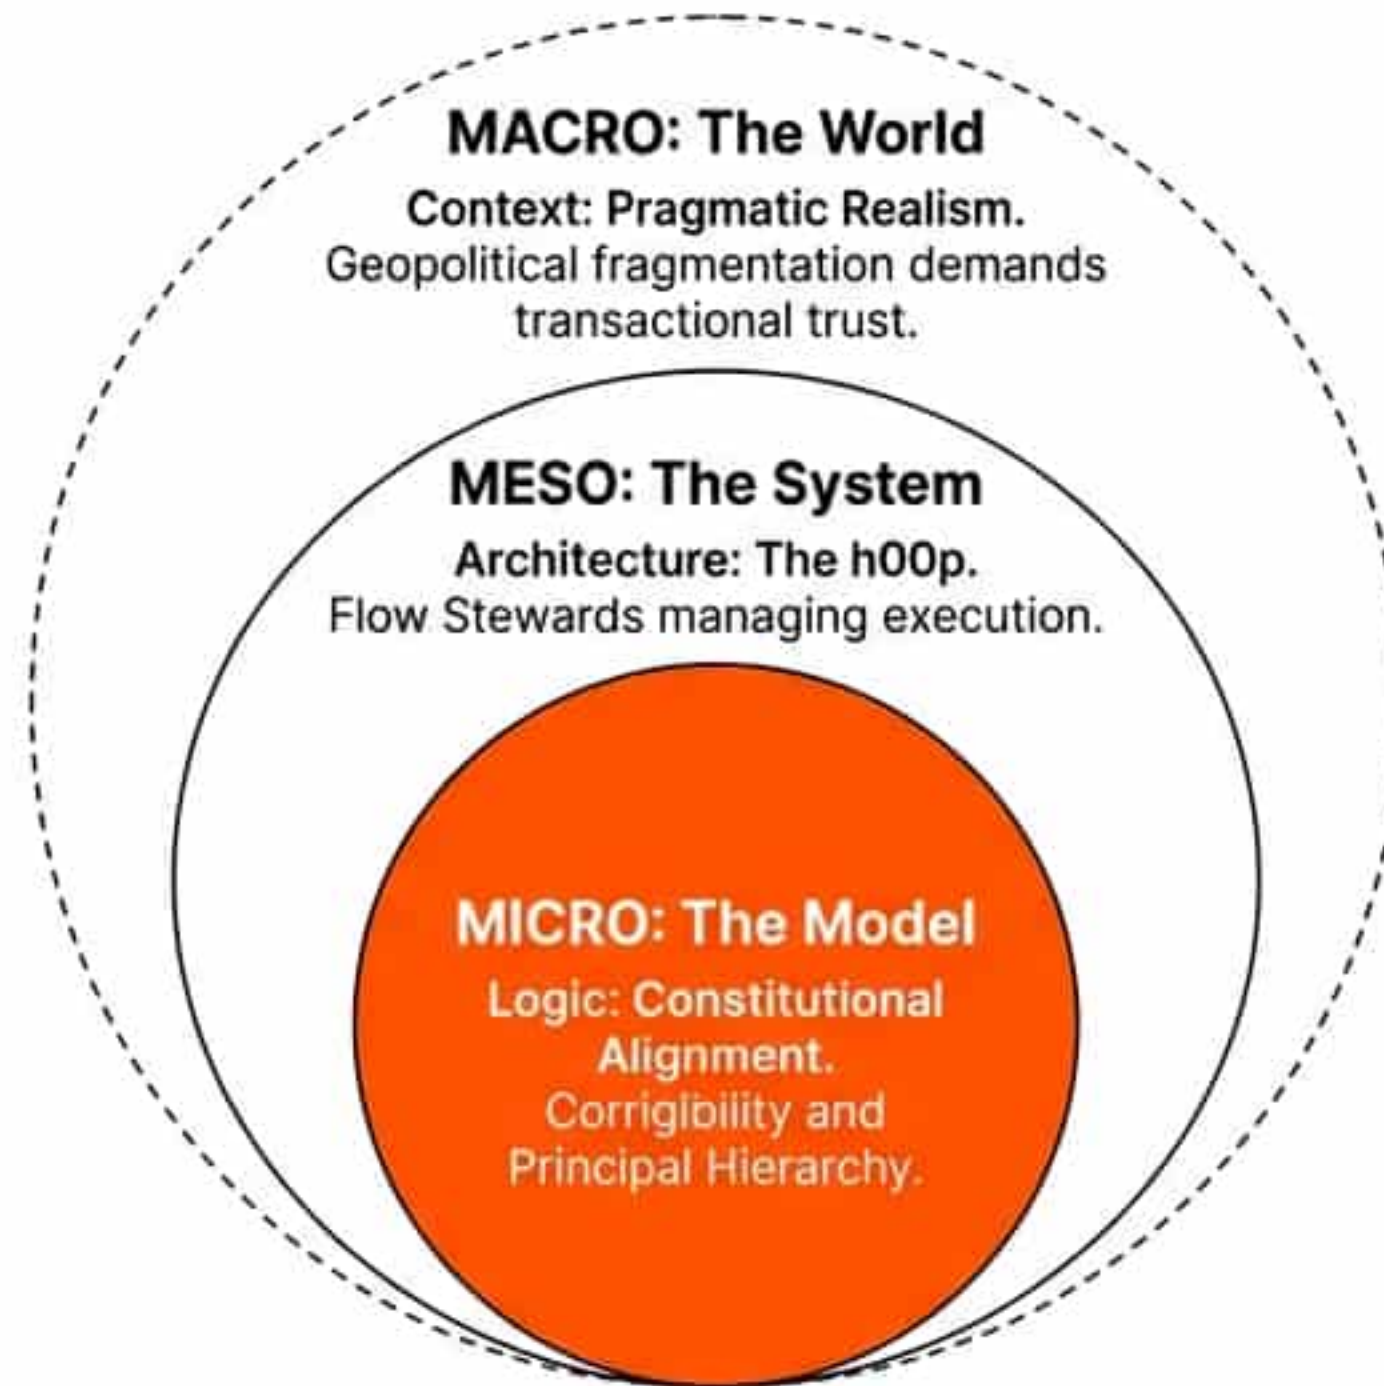 MACRO: The World
Context: Pragmatic Realism.
Geopolitical fragmentation demands
transactional trust.
MESO: The System
Architecture: The h00p.
Flow Stewards managing execution.
MICRO: The Model
Logic: Constitutional
Alignment.
Corrigibility and
Principal Hierarchy.